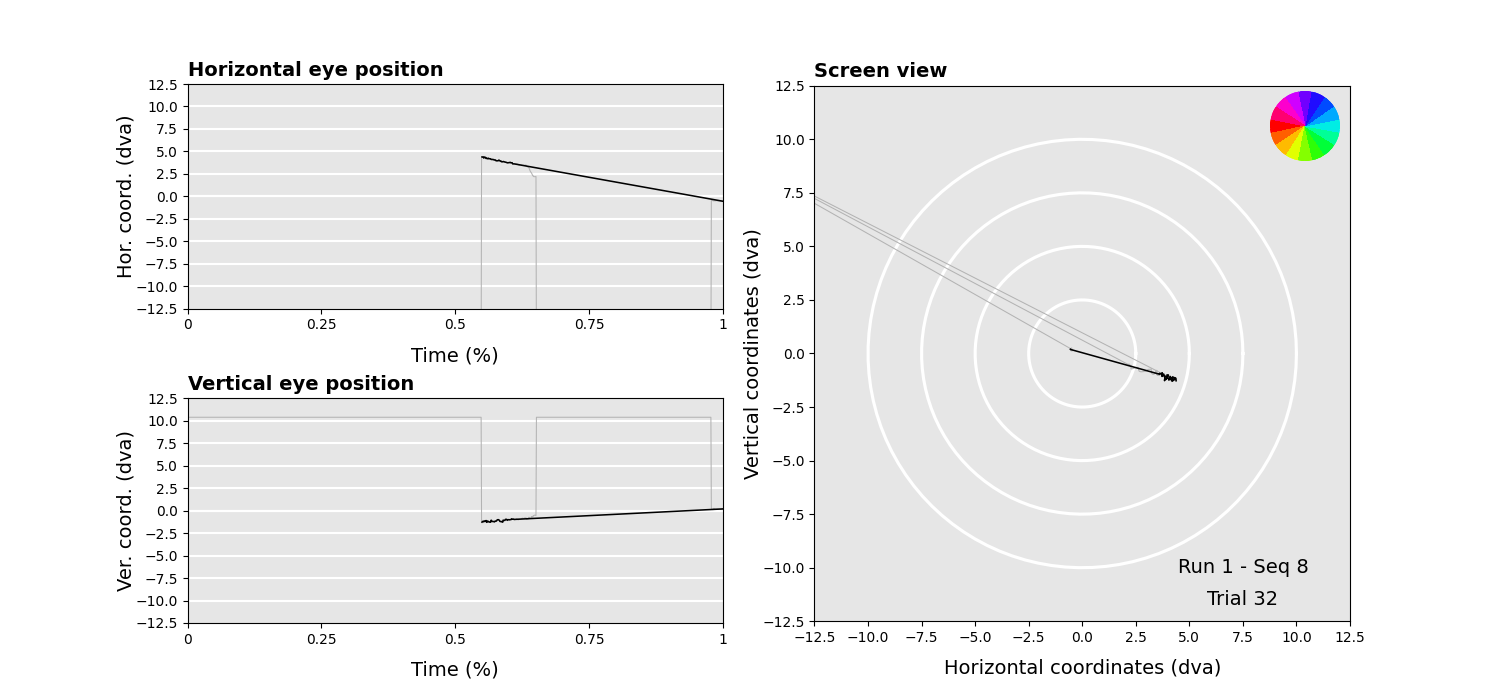 Horizontal eye position
Hor. coord. (dva)
12.5
10.0
7.5
5.0
2.5
0.0
−2.5
−5.0
−7.5
−10.0
−12.5
0 0.25 0.5 0.75 1
Time (%)
Vertical eye position
Ver. coord. (dva)
12.5
10.0
7.5
5.0
2.5
0.0
−2.5
−5.0
−7.5
−10.0
−12.5
0 0.25 0.5 0.75 1
Time (%)
Screen view
Vertical coordinates (dva)
12.5
10.0
7.5
5.0
2.5
0.0
−2.5
−5.0
−7.5
−10.0
−12.5
Run 1 - Seq 8
Trial 32
−12.5 −10.0 −7.5 −5.0 −2.5 0.0 2.5 5.0 7.5 10.0 12.5
Horizontal coordinates (dva)